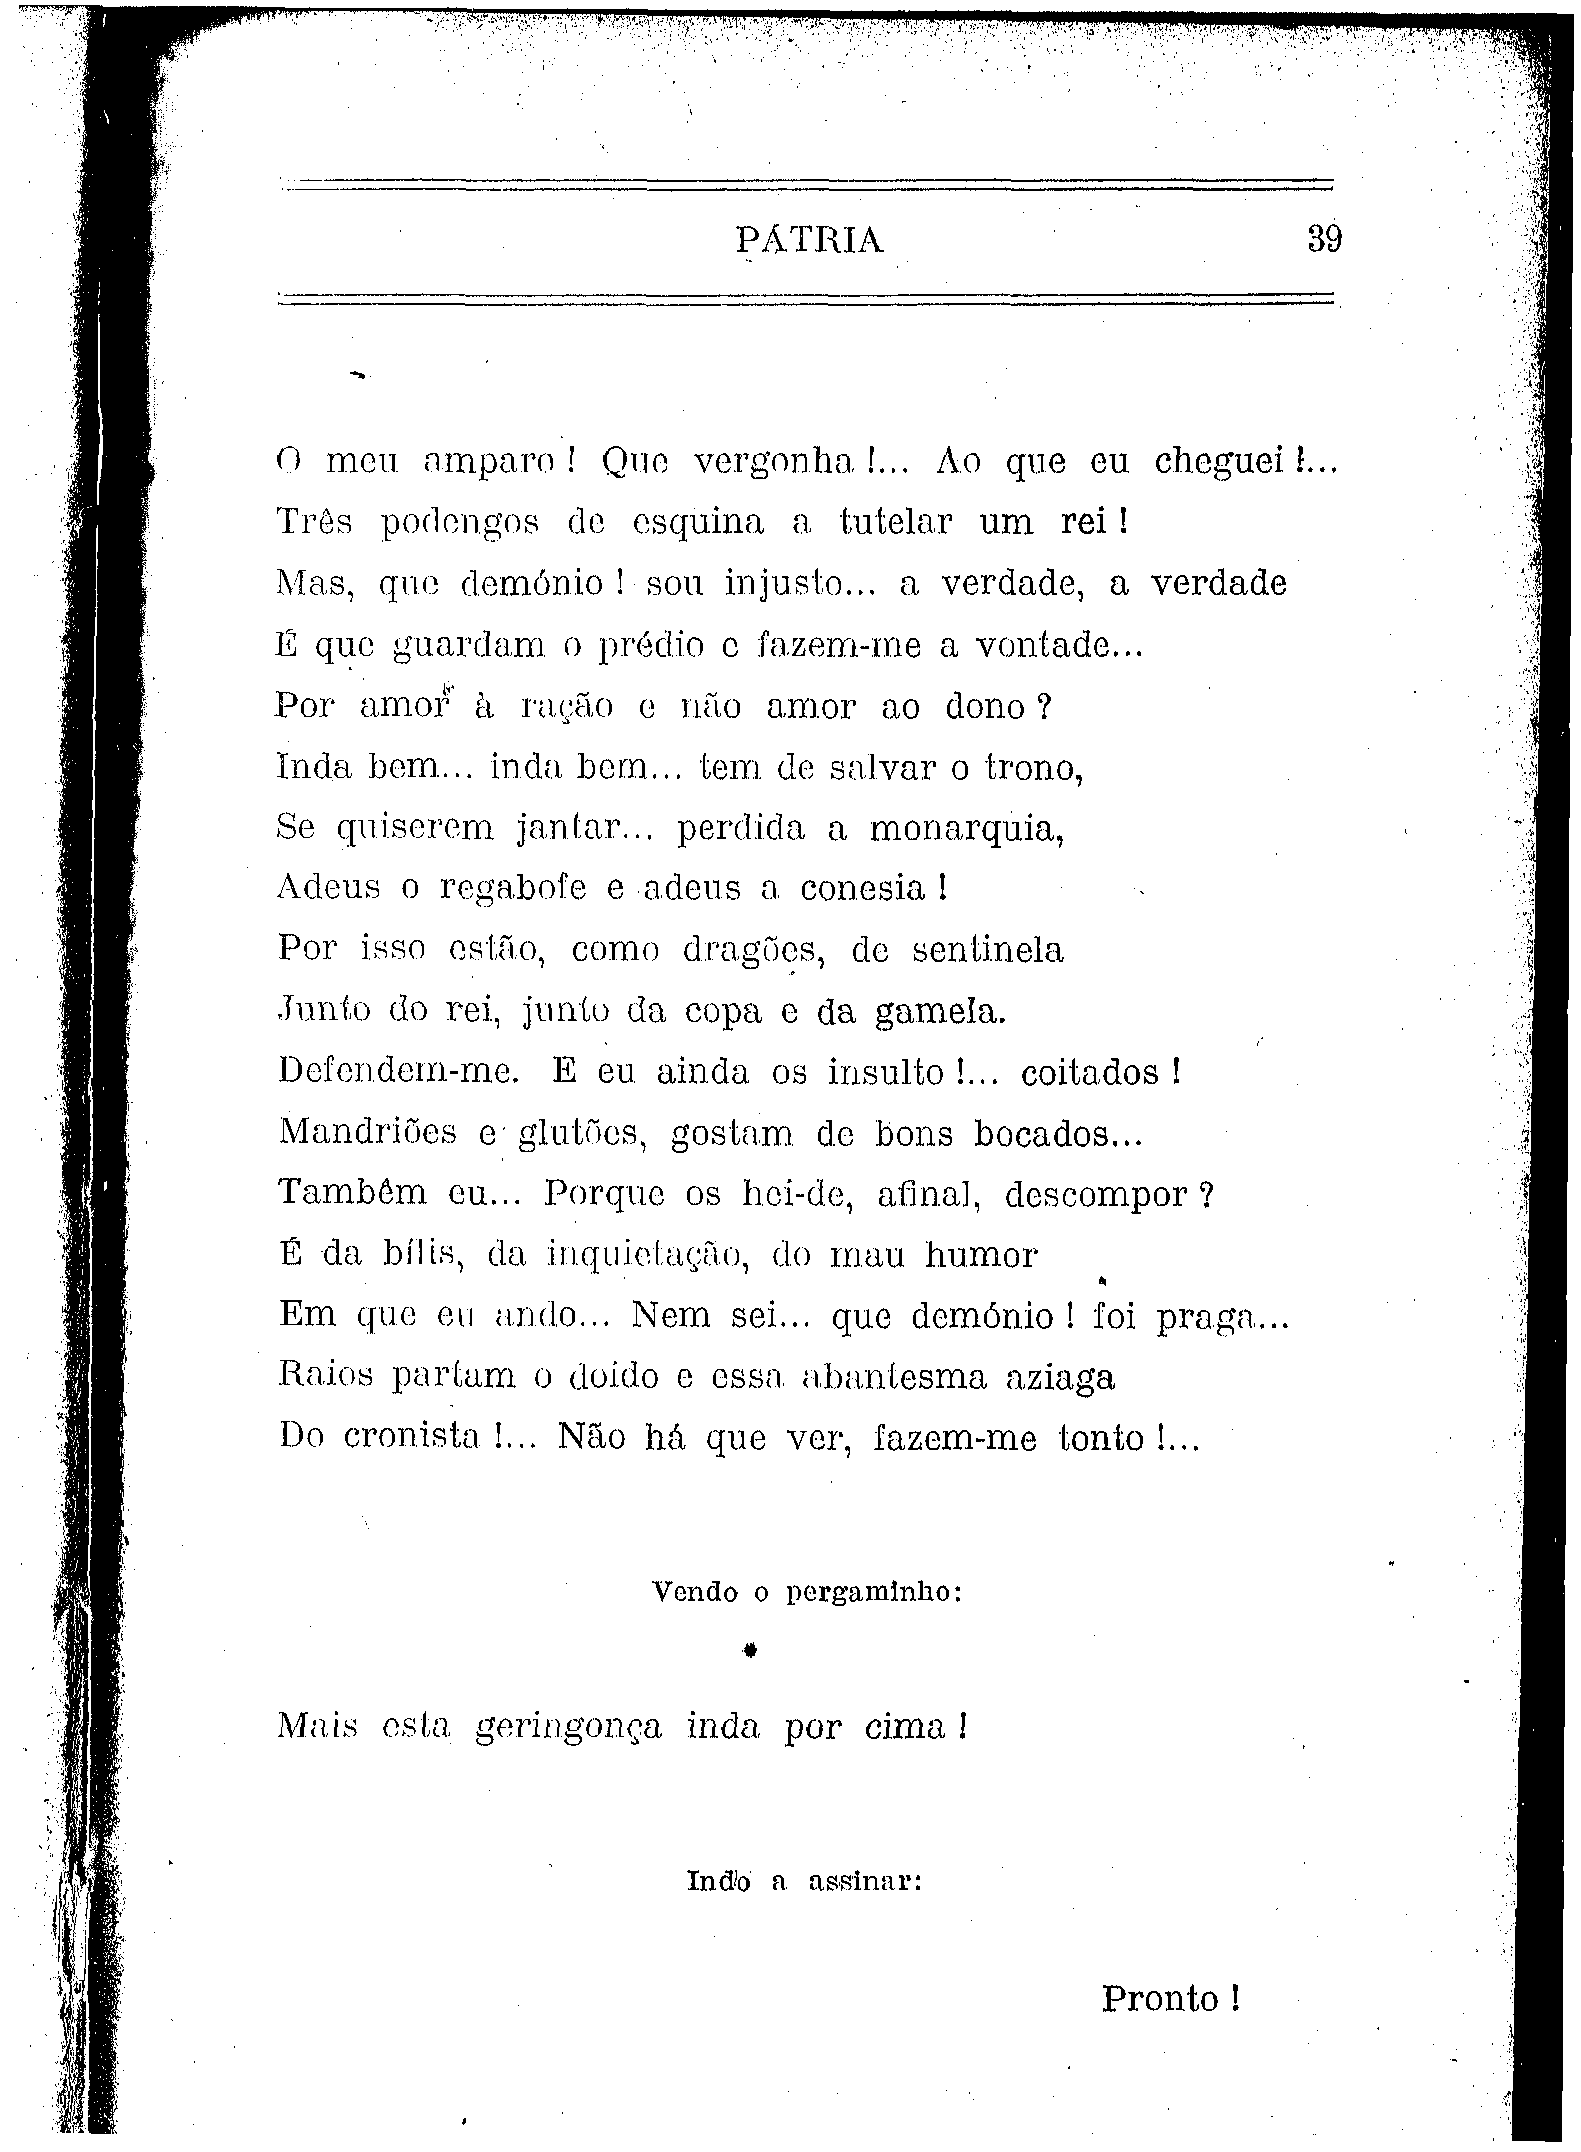 PÁTRIA 39
O meu amparo! Que vergonha!... Ao que eu cheguei!...
Três podengos de esquina a tutelar um rei!
Mas, que demónio! sou injusto... a verdade, a verdade
É que guardam o prédio e fazem-me a vontade...
Por amor à ração e não amor ao dono?
Inda bem... inda bem... tem de salvar o trono,
Se quiserem jantar... perdida a monarquia,
Adeus o regabofe e adeus a conesia!
Por isso estão, como dragões, de sentinela
Junto do rei, junto da copa e da gamela.
Defendem-me. E eu ainda os insulto!... coitados!
Mandriões e glutões, gostam de bons bocados...
Tambêm eu... Porque os hei-de, afinal, descompor?
É da bílis, da inquietação, do mau humor
Em que eu ando... Nem sei... que demónio! foi praga...
Raios partam o doido e essa abantesma aziaga
Do cronista!... Não há que ver, fazem-me tonto!...
Vendo o pergaminho:
Mais esta geringonça inda por cima!
Indo a assinar:
Pronto!